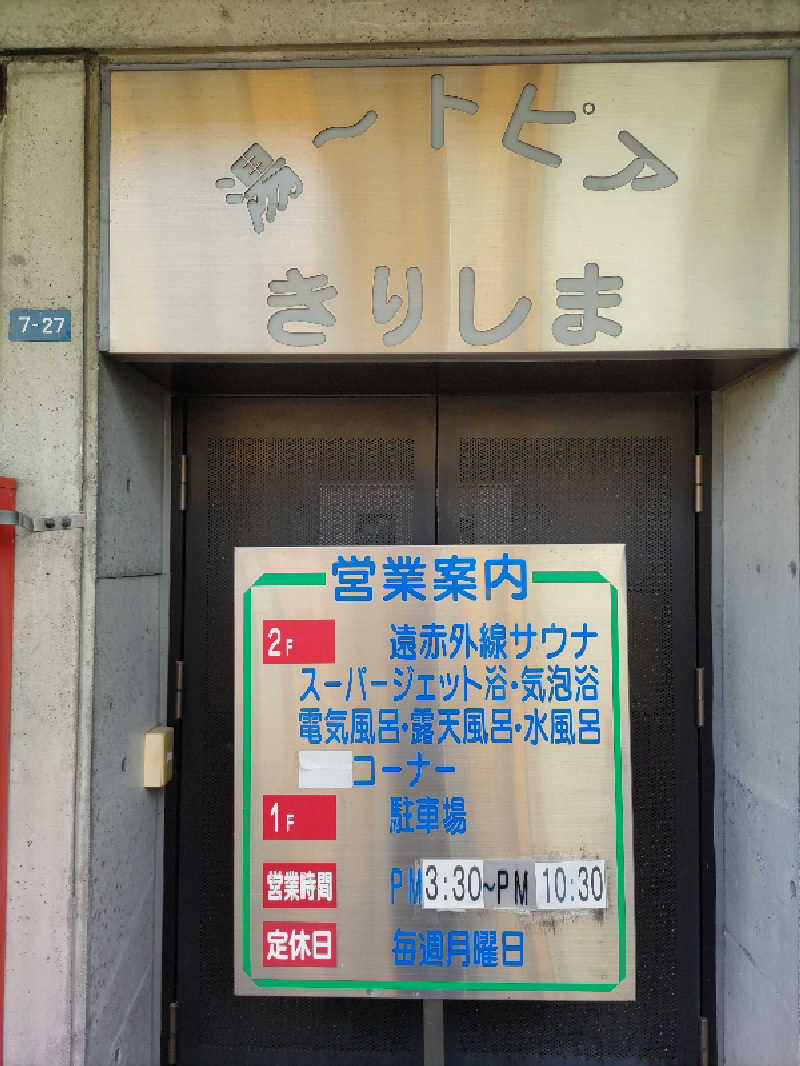 湯〜トピア
きりしま
7-27
営業案内
2F 遠赤外線サウナ
スーパージェット浴・気泡浴
電気風呂・露天風呂・水風呂
コーナー
1F 駐車場
営業時間 PM3:30~PM 10:30
定休日 毎週月曜日